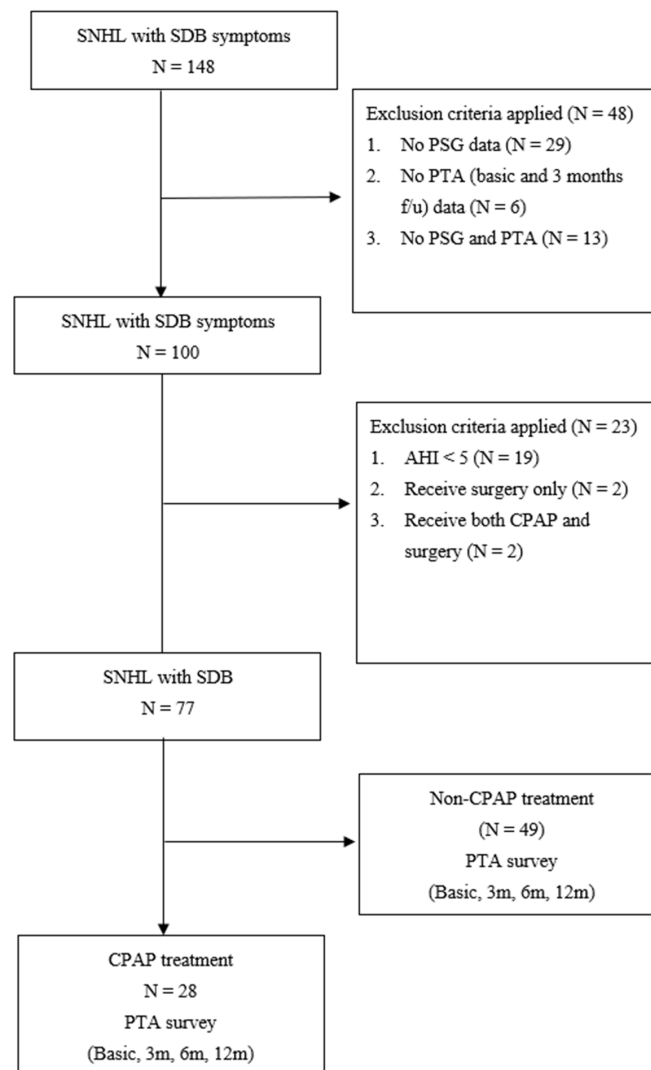 SNHL with SDB symptoms
N = 148
Exclusion criteria applied (N = 48)
1. No PSG data (N = 29)
2. No PTA (basic and 3 months
f/u) data (N = 6)
3. No PSG and PTA (N = 13)
SNHL with SDB symptoms
N = 100
Exclusion criteria applied (N = 23)
1. AHI < 5 (N = 19)
2. Receive surgery only (N = 2)
3. Receive both CPAP and
surgery (N = 2)
SNHL with SDB
N = 77
Non-CPAP treatment
(N = 49)
PTA survey
(Basic, 3m, 6m, 12m)
CPAP treatment
N = 28
PTA survey
(Basic, 3m, 6m, 12m)